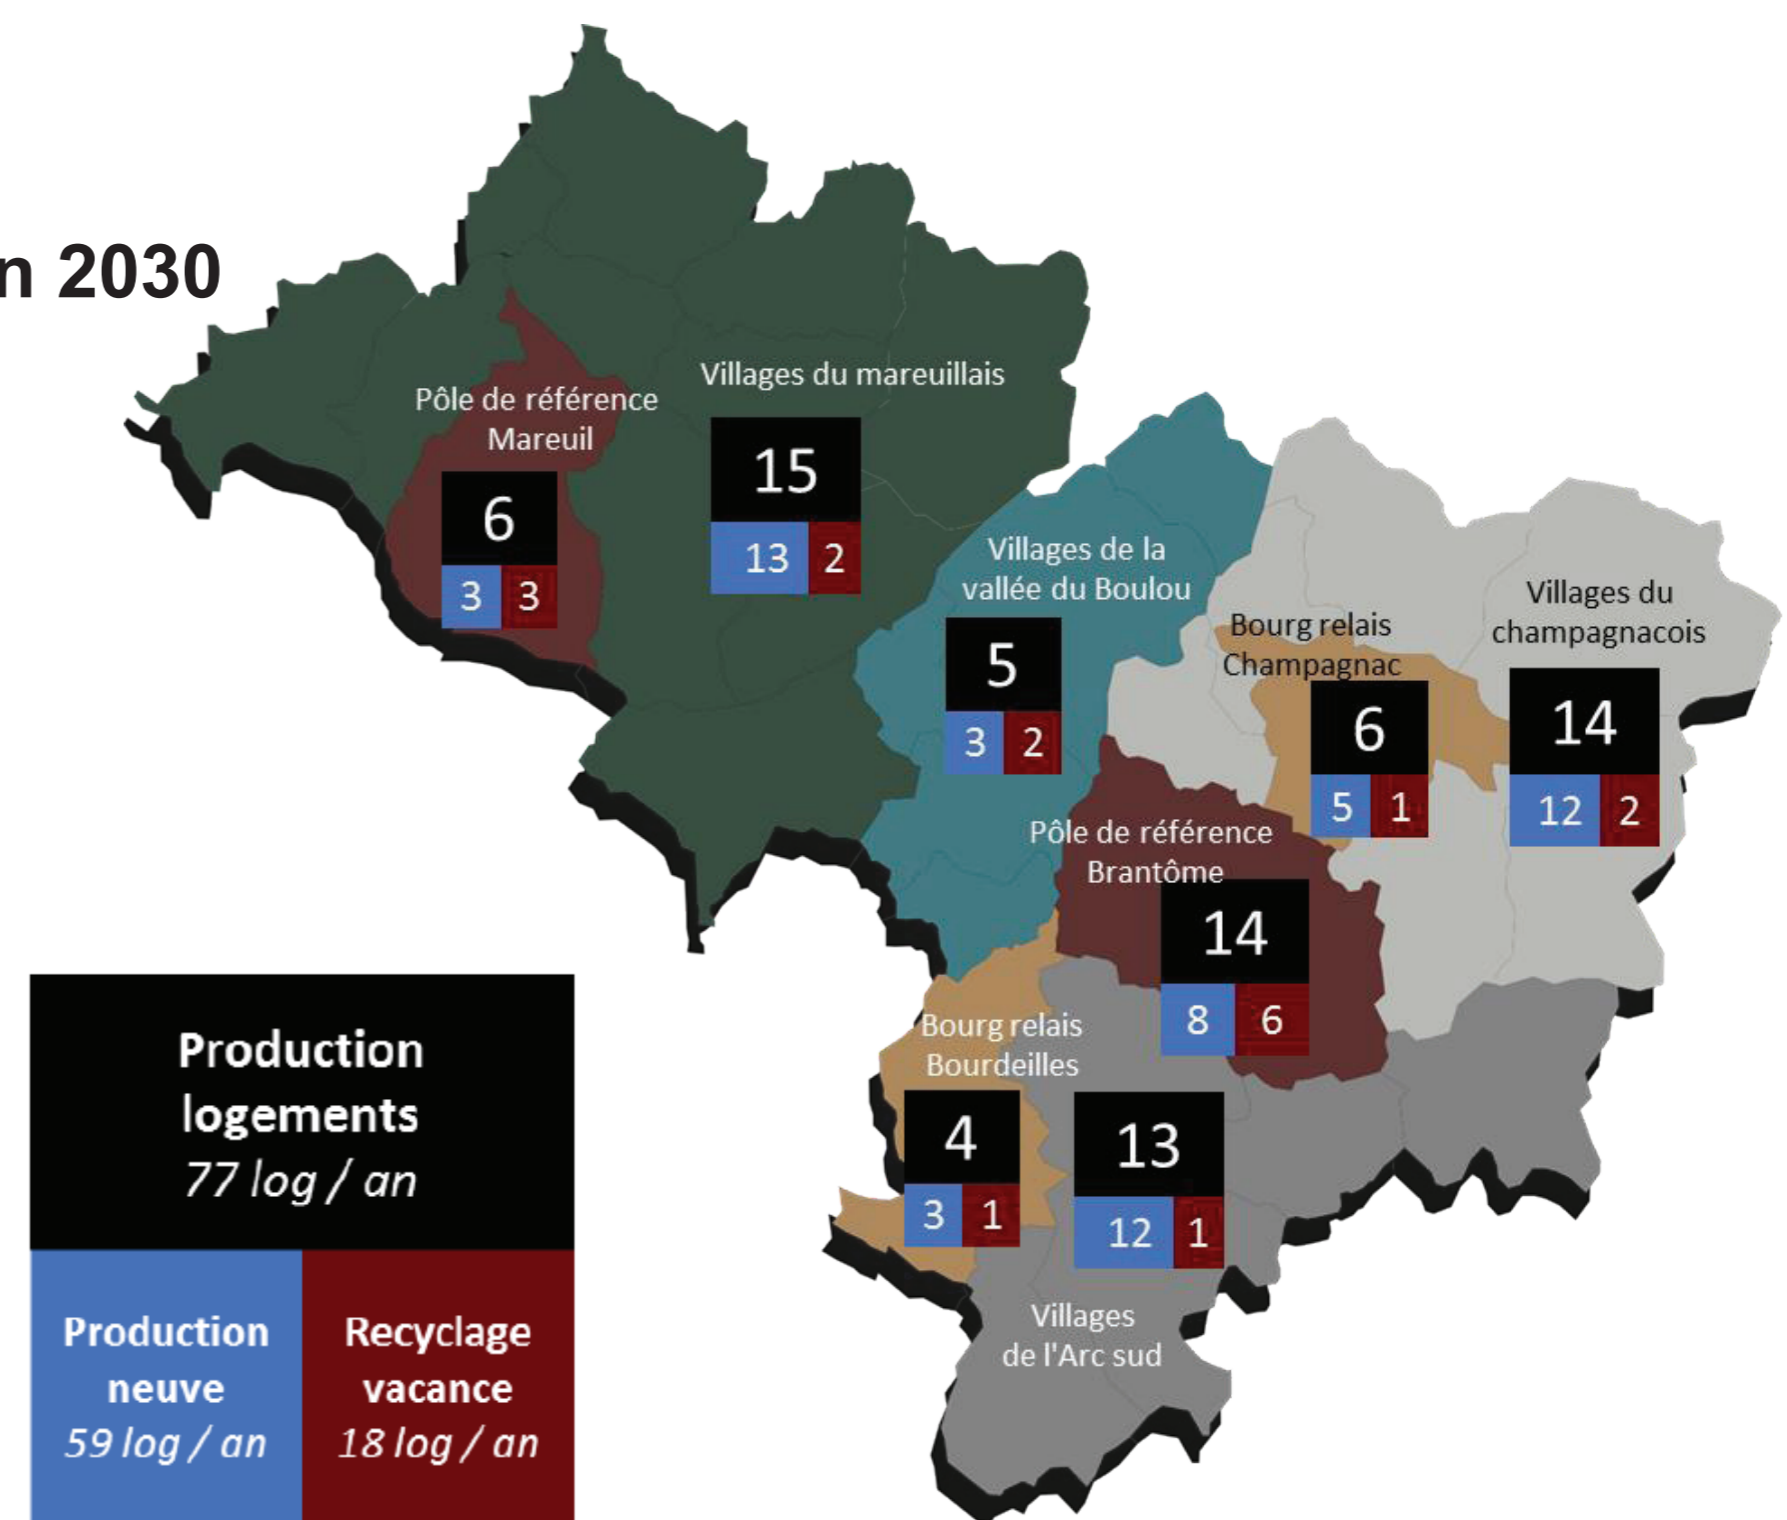 n 2030
Villages du mareuillais
15
13 2
Pôle de référence
Mareuil
6
3 3
Villages de la
vallée du Boulou
5
3 2
Bourg relais
Champagnac
6
5 1
Villages du
champagnacois
14
12 2
Pôle de référence
Brantôme
14
8 6
Bourg relais
Bourdeilles
4
3 1
13
12 1
Villages
de l'Arc sud
Production
logements
77 log / an
Production
neuve
59 log / an
Recyclage
vacance
18 log / an